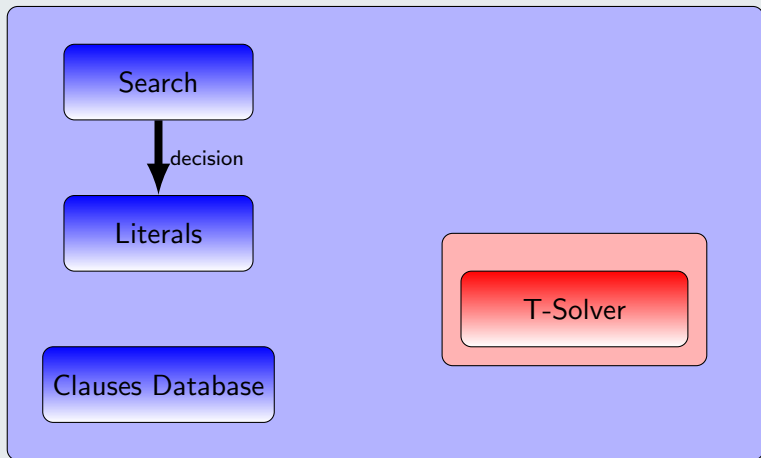 Search
decision
Literals
T-Solver
Clauses Database